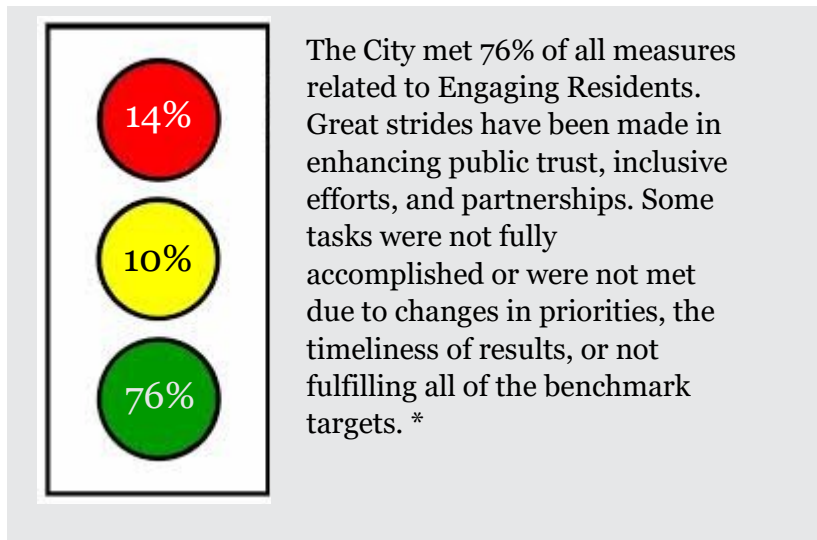 14%
10%
76%
The City met 76% of all measures
related to Engaging Residents.
Great strides have been made in
enhancing public trust, inclusive
efforts, and partnerships. Some
tasks were not fully
accomplished or were not met
due to changes in priorities, the
timeliness of results, or not
fulfilling all of the benchmark
targets. *